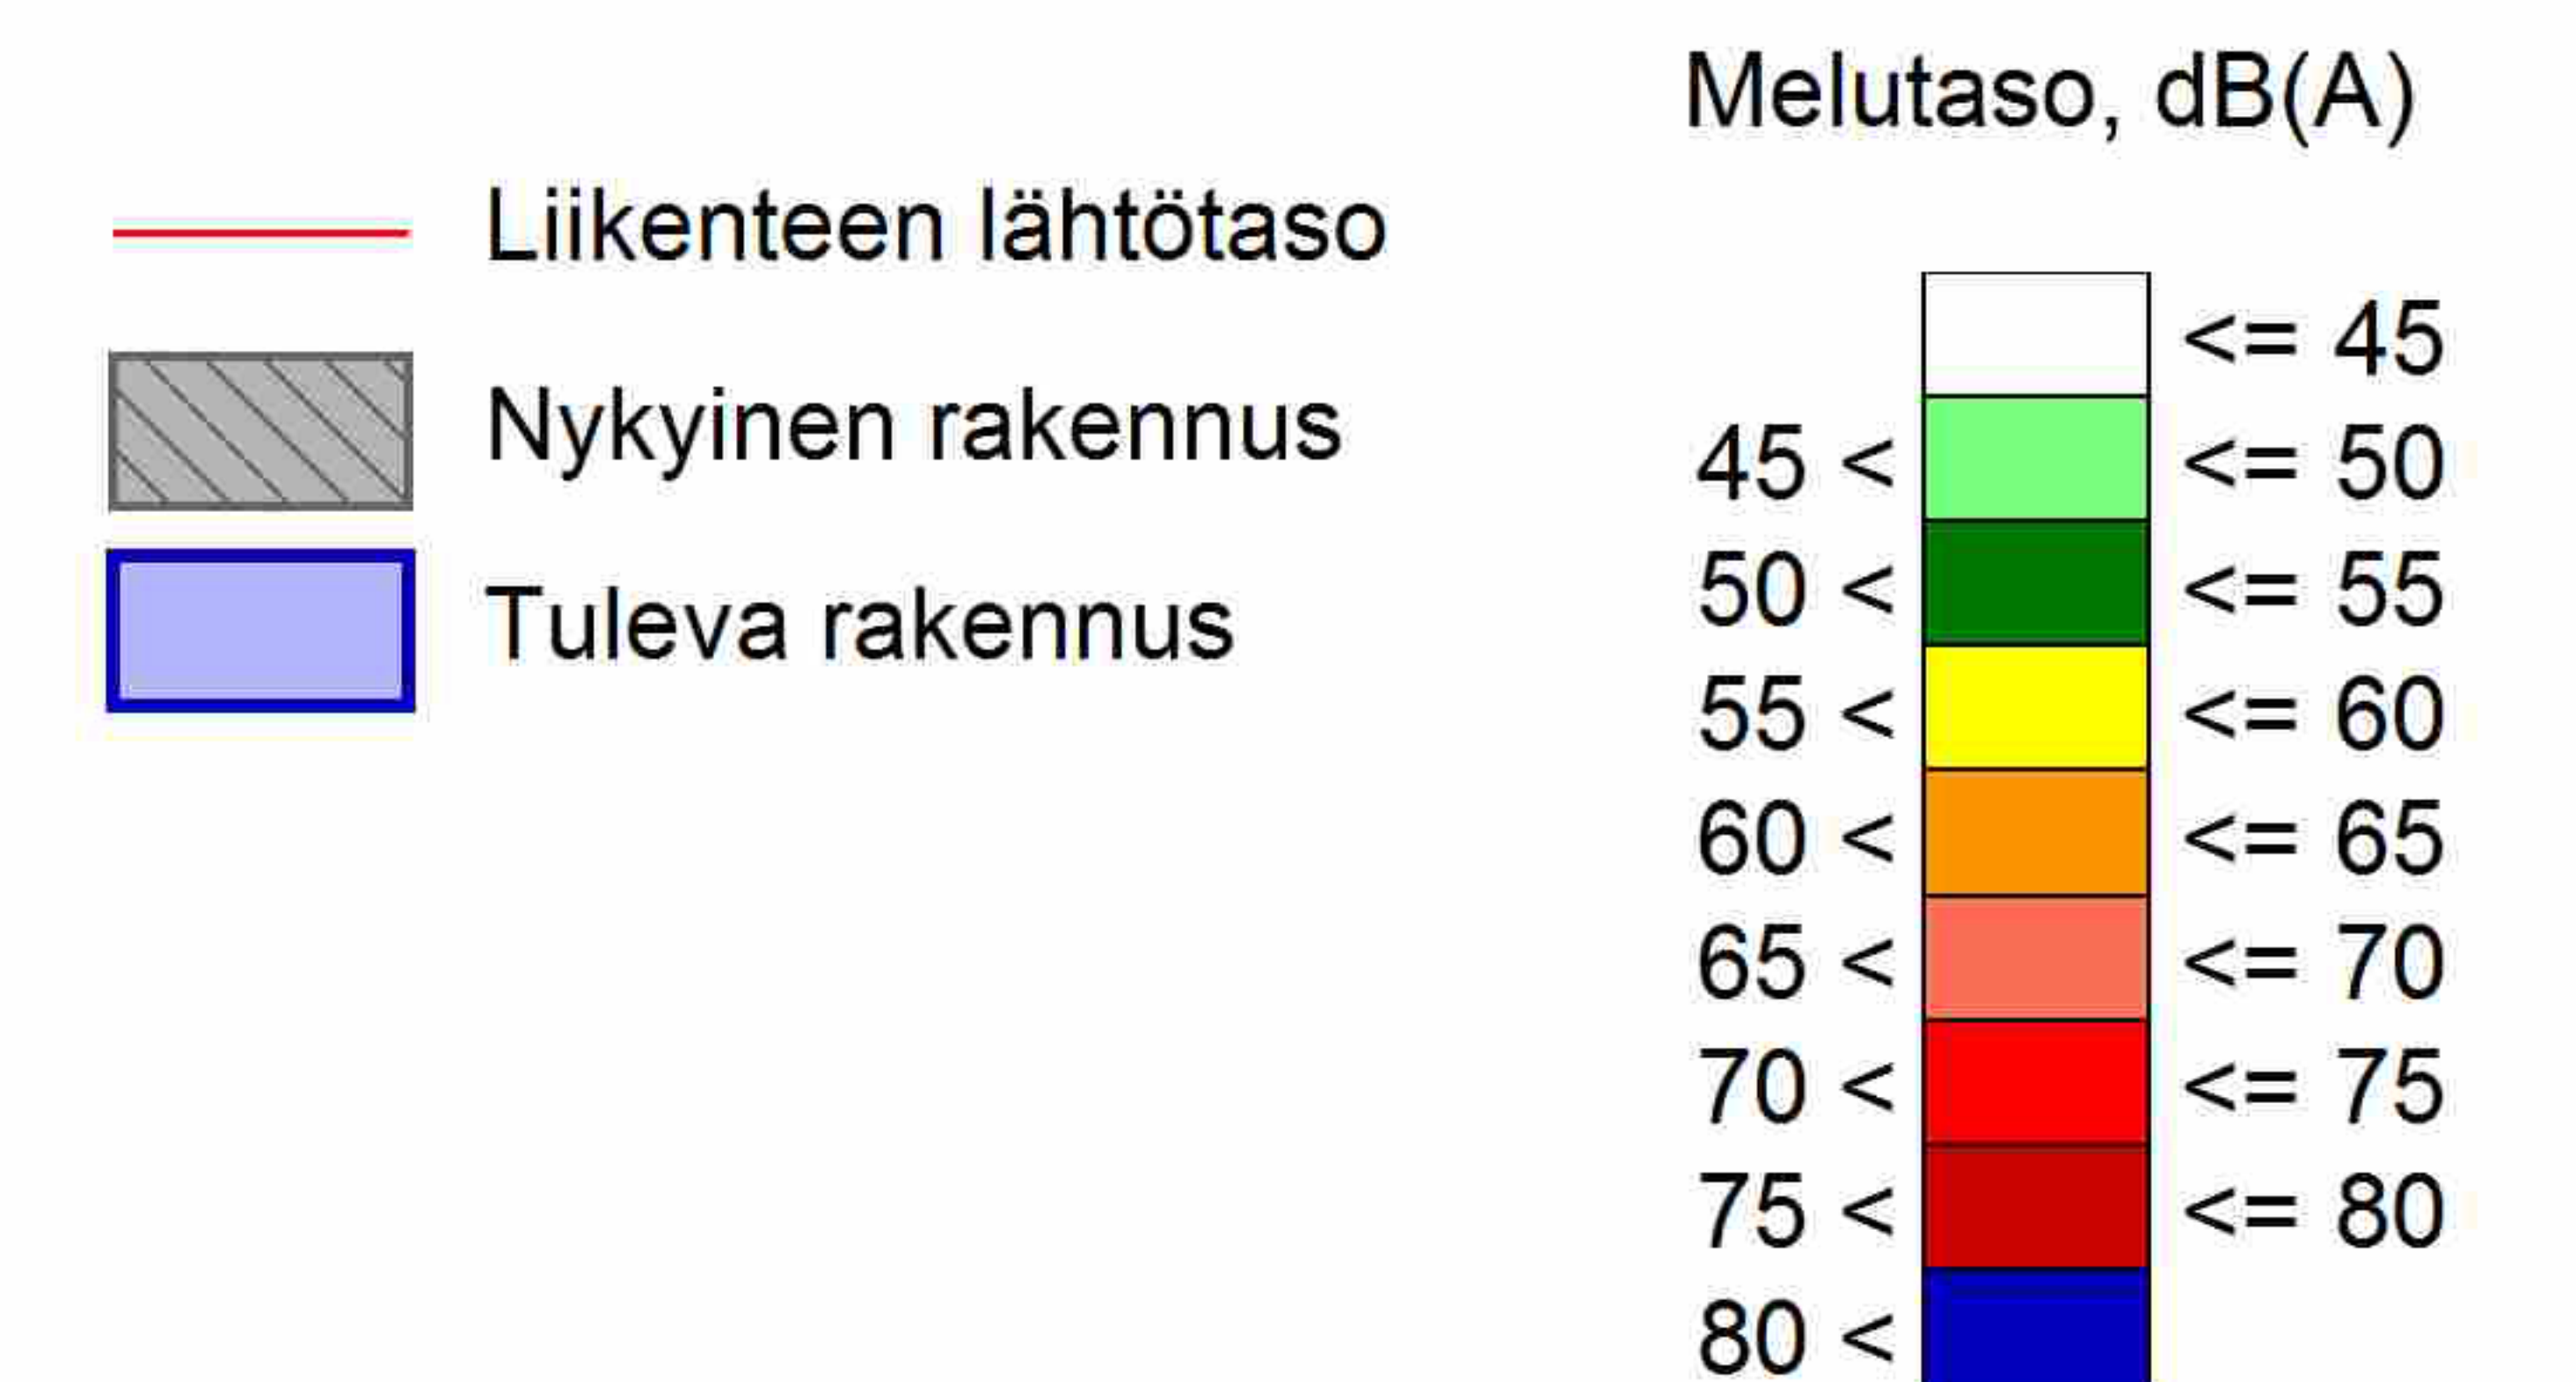 Melutaso, dB(A)
Liikenteen lähtötaso
Nykyinen rakennus
Tuleva rakennus
<= 45
45 < <= 50
50 < <= 55
55 < <= 60
60 < <= 65
65 < <= 70
70 < <= 75
75 < <= 80
80 <